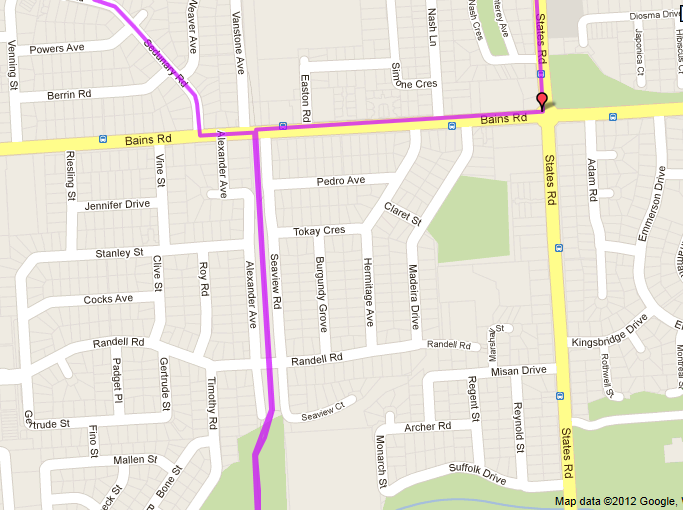 Diosma Drive
Venning St
Powers Ave
Weaver Ave
Vanstone Ave
Nash Ln
Nash Cres
States Rd
Japonica Ct
Hibiscus Ct
Sedunary Rd
Simone Cres
Berrin Rd
Easton Rd
Bains Rd
Bains Rd
Riesling St
Vine St
Alexander Ave
Pedro Ave
States Rd
Adam Rd
Emmerson Drive
Jennifer Drive
Claret St
Tokay Cres
Stanley St
Clive St
Roy Rd
Alexander Ave
Seaview Rd
Burgundy Grove
Hermitage Ave
Madeira Drive
Cocks Ave
Randell Rd
Randell Rd
Randell Rd
Kingsbridge Drive
Rothwell St
Montreal St
Padget Pl
Gertrude St
Timothy Rd
Misan Drive
Regent St
Reynold St
Seaview Ct
Gertrude St
Fino St
Archer Rd
Monarch St
States Rd
Mallen St
Bone St
Suffolk Drive
Map data ©2012 Google,